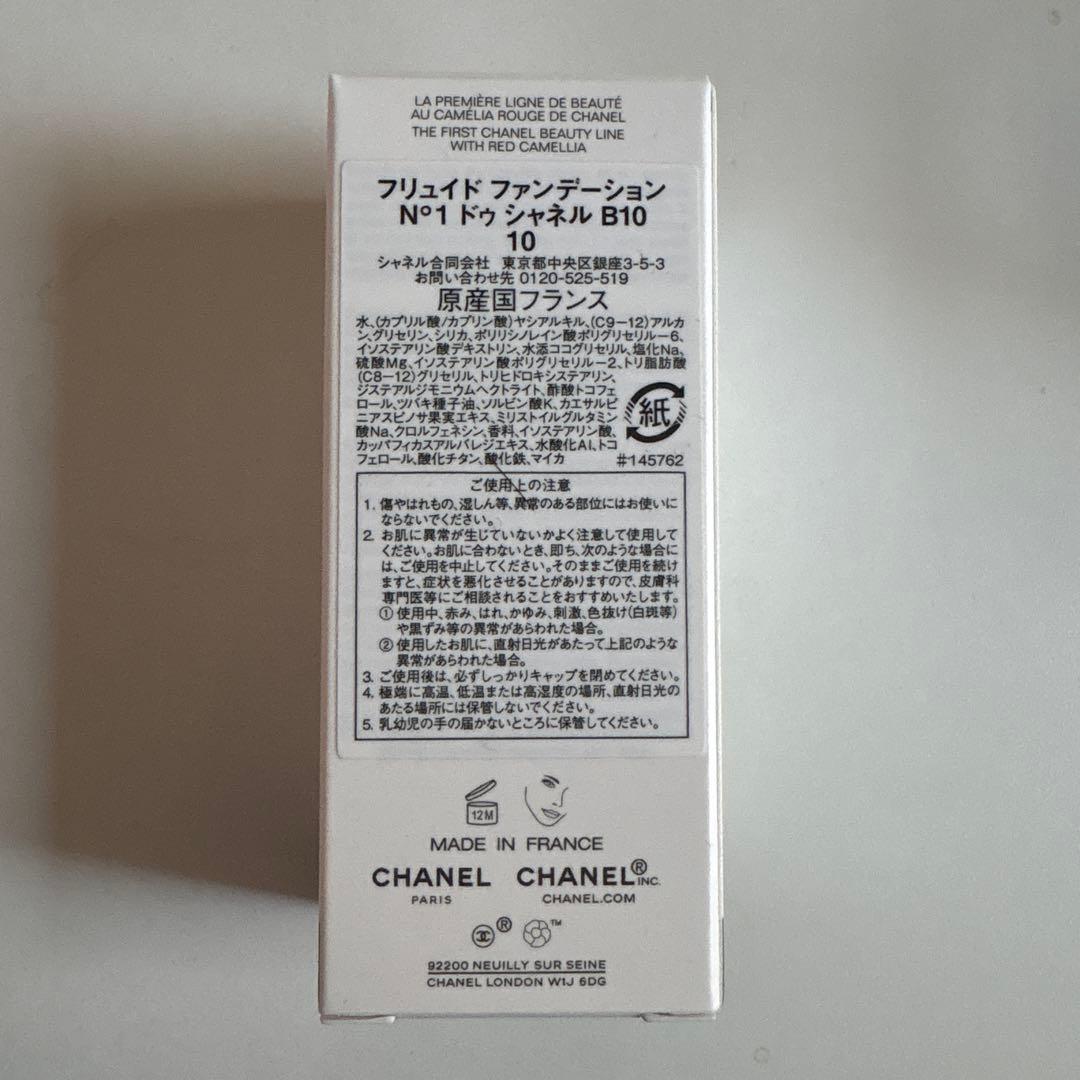 LA PREMIÈRE LIGNE DE BEAUTÉ
AU CAMÉLIA ROUGE DE CHANEL
THE FIRST CHANEL BEAUTY LINE
WITH RED CAMELLIA
フリュイド ファンデーション
N°1 ドゥ シャネル B10
10
シャネル合同会社 東京都中央区銀座3-5-3
お問い合わせ先 0120-525-519
原産国フランス
水、(カプリル酸/カプリン酸)ヤシアルキル、(C9-12)アルカ
ン、グリセリン、シリカ、ポリリシノレイン酸ポリグリセリル-6、
イソステアリン酸デキストリン、水添ココグリセリル、塩化Na、
硫酸Mg、イソステアリン酸ポリグリセリル-2、トリ脂肪酸
(C8-12)グリセリル、トリヒドロキシステアリン、
ジステアルジモニウムヘクトライト、酢酸トコフェ
ロール、ツバキ種子油、ソルビン酸K、カエサルピ
ニアスピノサ果実エキス、ミリストイルグルタミン
酸Na、クロルフェネシン、香料、イソステアリン酸、
カッパフィカスアルバレジエキス、水酸化Al、トコ
フェロール、酸化チタン、酸化鉄、マイカ
紙
#145762
ご使用上の注意
1. 傷やはれもの、湿しん等、異常のある部位にはお使いに
ならないでください。
2. お肌に異常が生じていないかよく注意して使用して
ください。お肌に合わないとき、即ち、次のような場合に
は、ご使用を中止してください。そのままご使用を続け
ますと、症状を悪化させることがありますので、皮膚科
専門医等にご相談されることをおすすめいたします。
① 使用中、赤み、はれ、かゆみ、刺激、色抜け(白斑等)
や黒ずみ等の異常があらわれた場合。
② 使用したお肌に、直射日光があたって上記のような
異常があらわれた場合。
3. ご使用後は、必ずしっかりキャップを閉めてください。
4. 極端に高温、低温または高湿度の場所、直射日光の
あたる場所には保管しないでください。
5. 乳幼児の手の届かないところに保管してください。
12M
MADE IN FRANCE
CHANEL CHANEL® INC.
PARIS CHANEL.COM
® ™
92200 NEUILLY SUR SEINE
CHANEL LONDON W1J 6DG